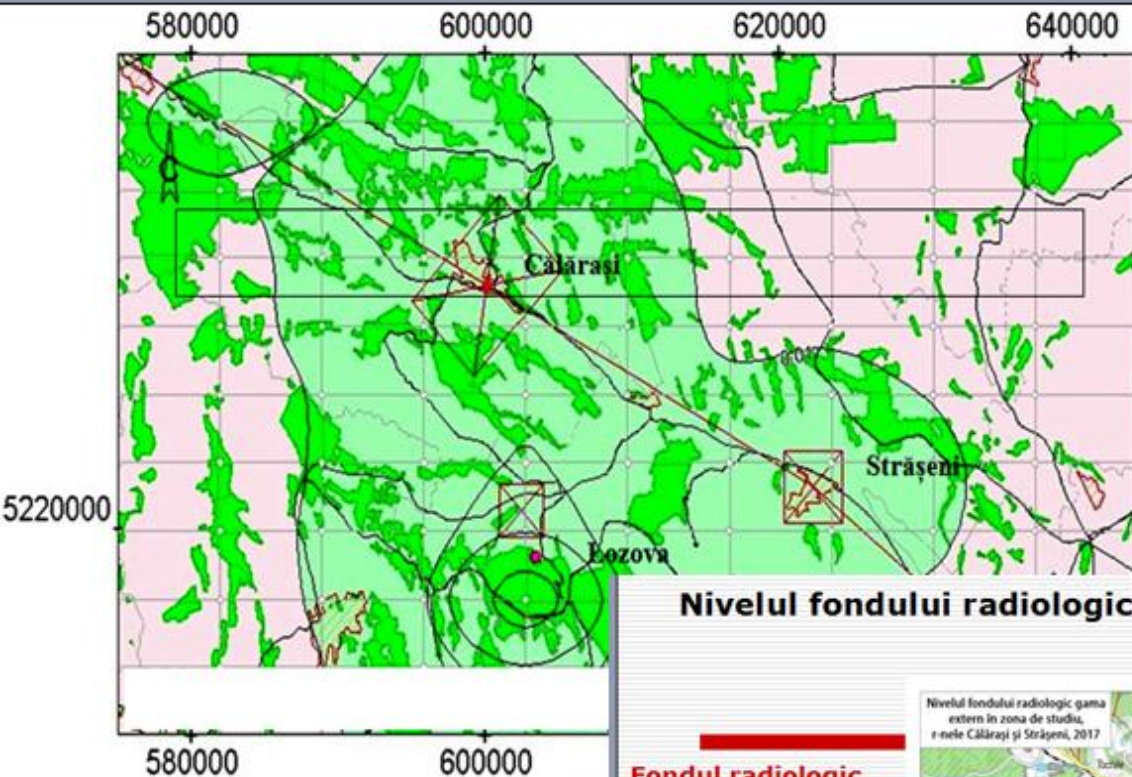 580000 600000 620000 640000
Călărași
Strășeni
5220000
Lozova
Nivelul fondului radiologic
Nivelul fondului radiologic gama
extern în zona de studiu,
r-nele Călărași și Strășeni, 2017
Fondul radiologic
580000 600000